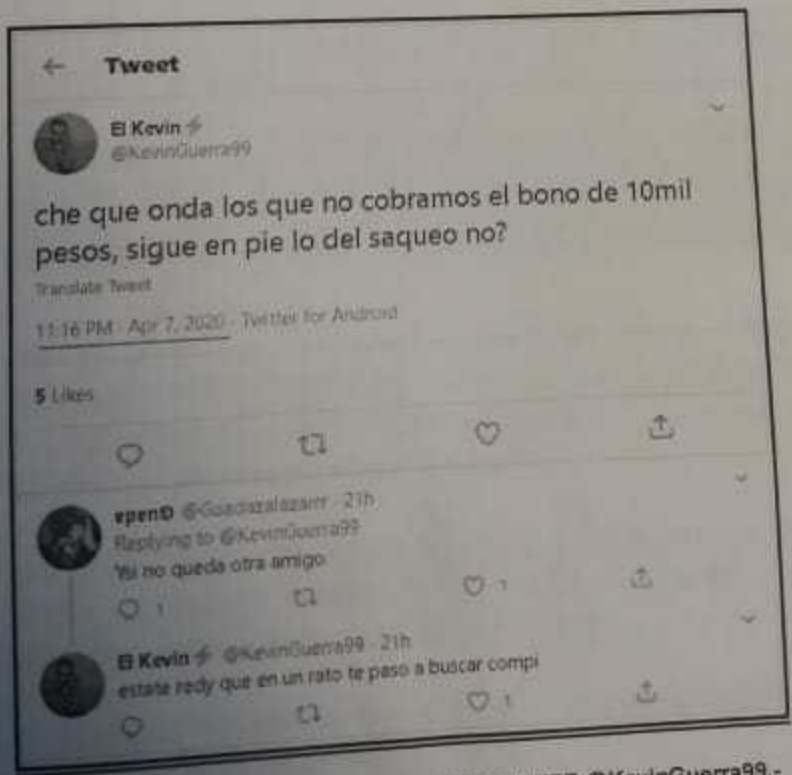 ← Tweet
El Kevin ⚡
@KevinGuerra99
che que onda los que no cobramos el bono de 10mil
pesos, sigue en pie lo del saqueo no?
Translate Tweet
11:16 PM · Apr 7, 2020 · Twitter for Android
5 Likes
· 21h
Replying to @KevinGuerra99
Ysi no queda otra amigo
1 1
El Kevin ⚡ @KevinGuerra99 · 21h
estate redy que en un rato te paso a buscar compi
1
@KevinGuerra99 -